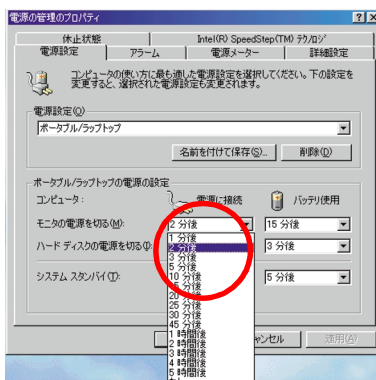 電源の管理のプロパティ
休止状態
Intel(R) SpeedStep(TM) テクノロジ
電源設定
アラーム
電源メーター
詳細設定
コンピュータの使い方に最も適した電源設定を選択してください。下の設定を
変更すると、選択された電源設定も変更されます。
電源設定(O)
ポータブル/ラップトップ
名前を付けて保存(S)...
削除(D)
ポータブル/ラップトップの電源の設定
コンピュータ:
電源に接続
バッテリ使用
モニタの電源を切る(M):
2 分後
15 分後
ハード ディスクの電源を切る(I):
3 分後
システム スタンバイ(T):
5 分後
1 分後
2 分後
3 分後
5 分後
10 分後
15 分後
20 分後
25 分後
30 分後
45 分後
1 時間後
2 時間後
3 時間後
4 時間後
5 時間後
キャンセル
適用(A)